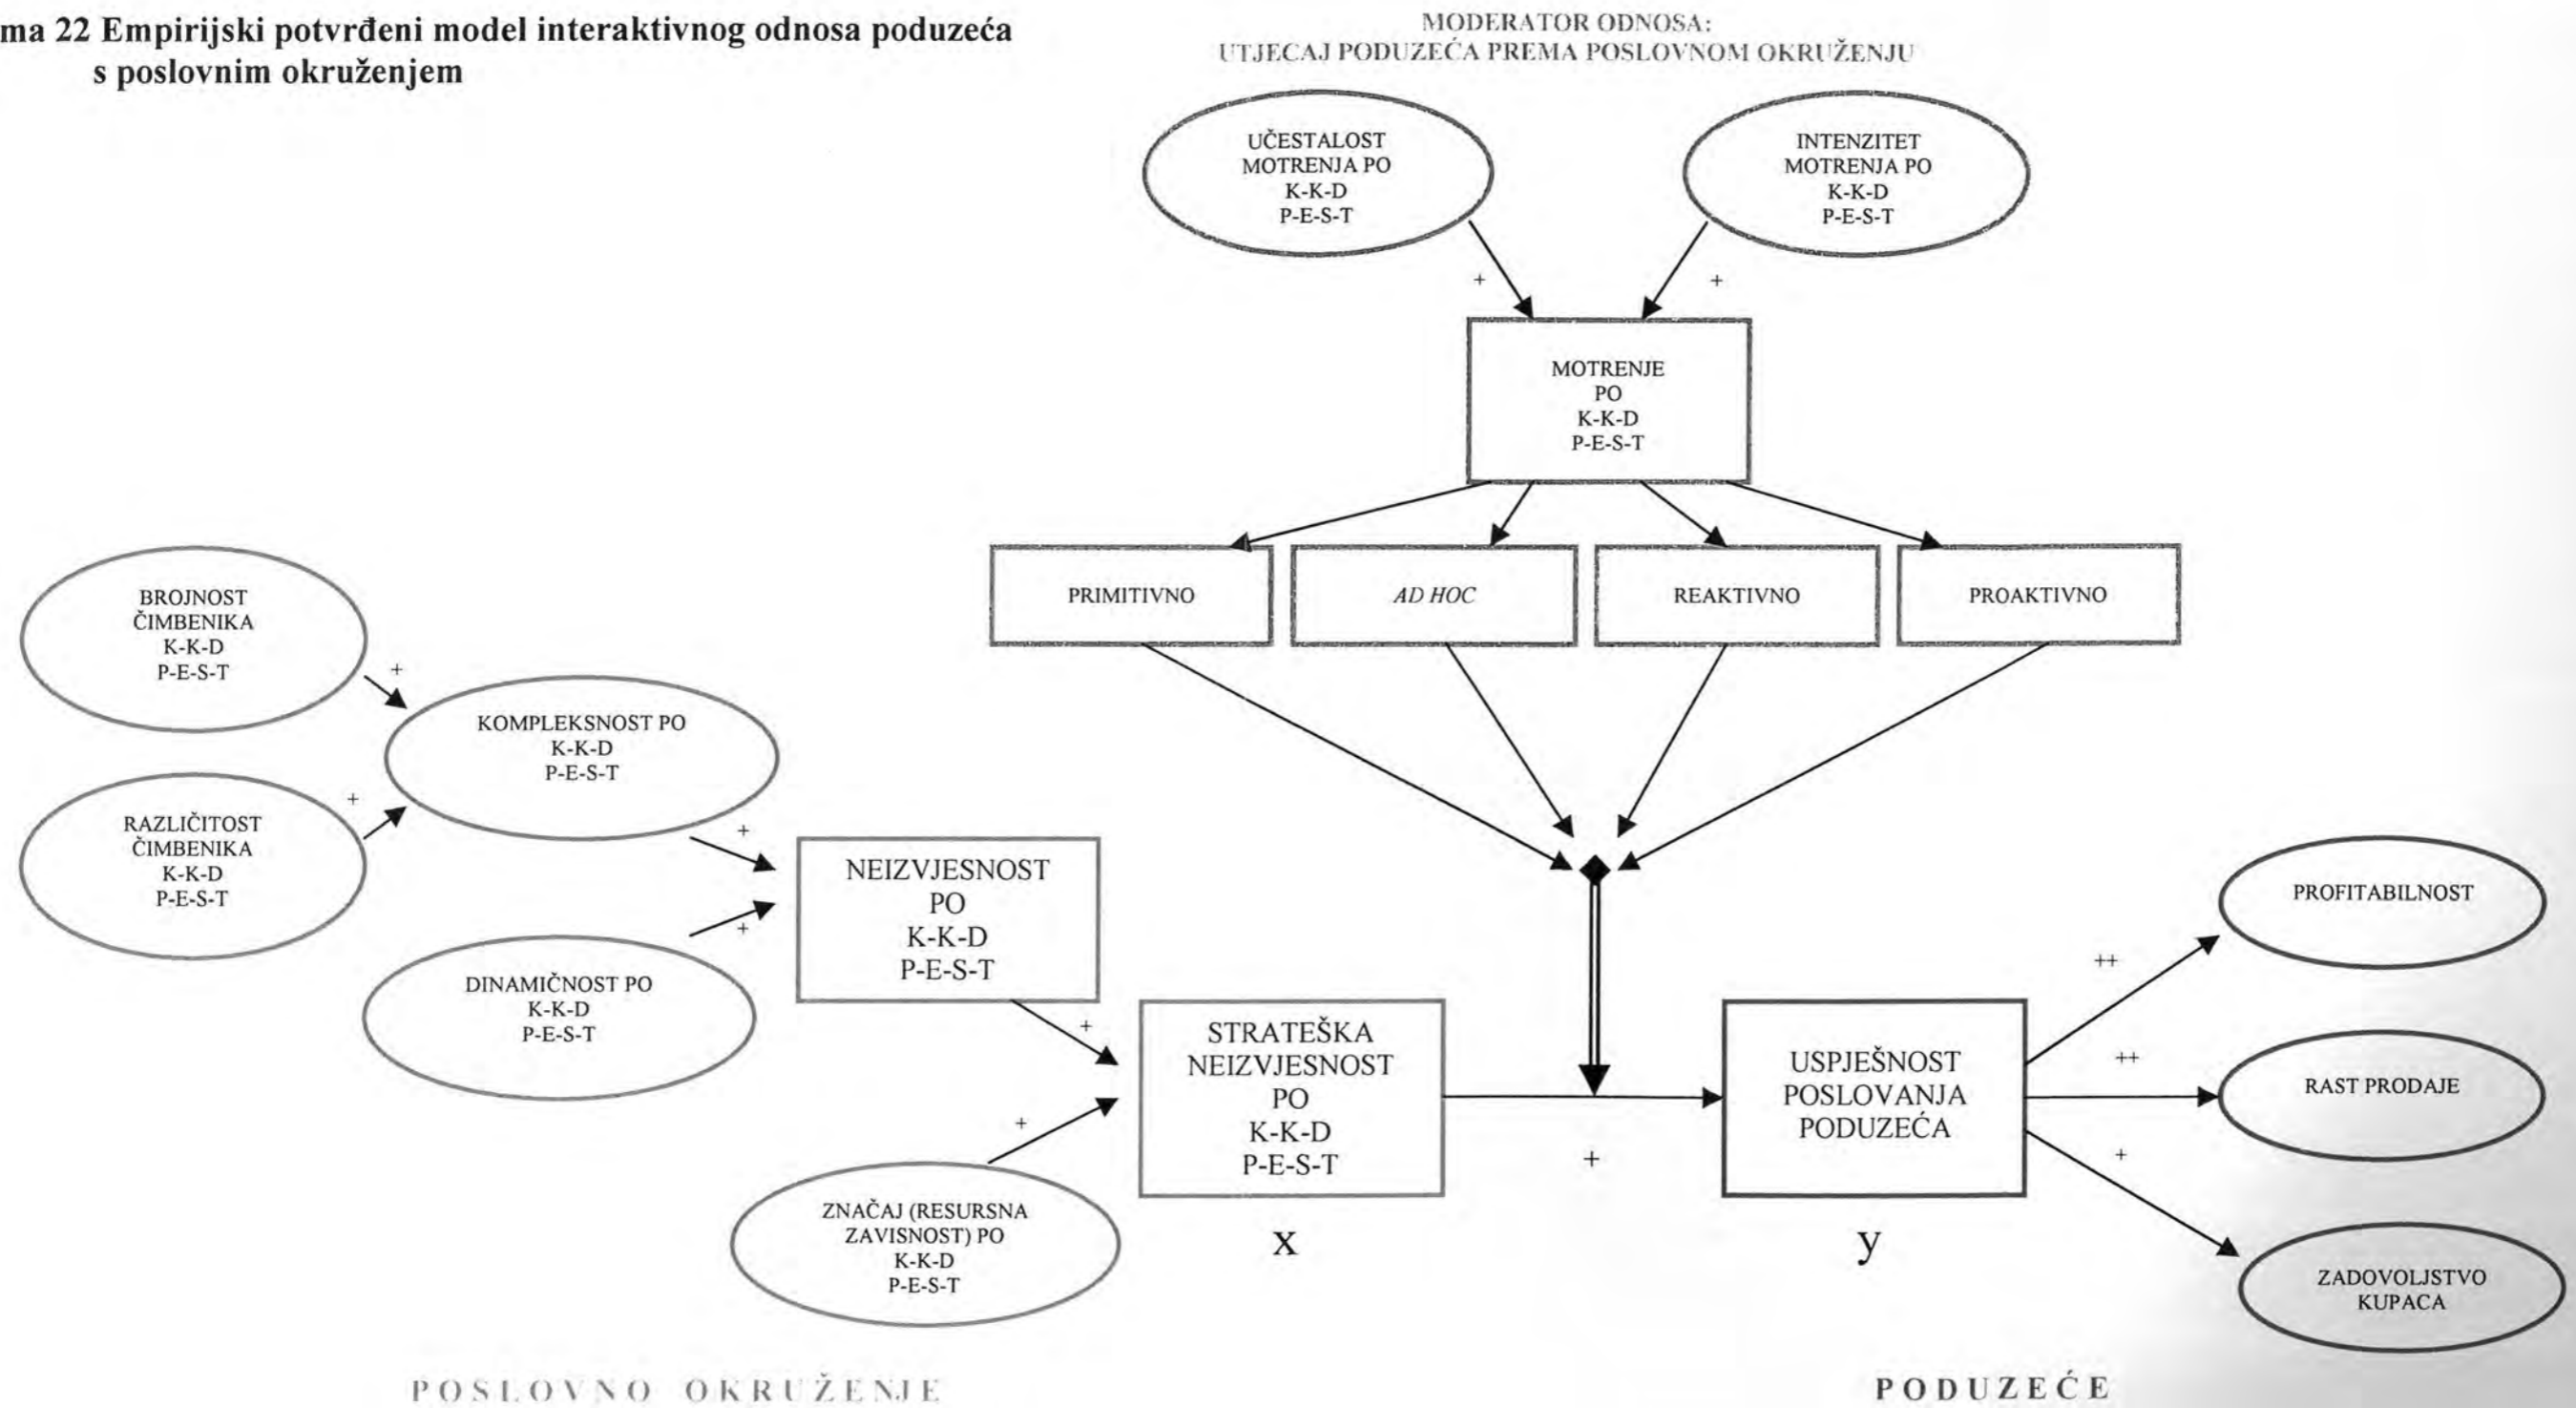 ma 22 Empirijski potvrđeni model interaktivnog odnosa poduzeća
s poslovnim okruženjem
MODERATOR ODNOSA:
UTJECAJ PODUZEĆA PREMA POSLOVNOM OKRUŽENJU
UČESTALOST
MOTRENJA PO
K-K-D
P-E-S-T
INTENZITET
MOTRENJA PO
K-K-D
P-E-S-T
+
+
MOTRENJE
PO
K-K-D
P-E-S-T
PRIMITIVNO
AD HOC
REAKTIVNO
PROAKTIVNO
BROJNOST
ČIMBENIKA
K-K-D
P-E-S-T
+
KOMPLEKSNOST PO
K-K-D
P-E-S-T
RAZLIČITOST
ČIMBENIKA
K-K-D
P-E-S-T
+
+
NEIZVJESNOST
PO
K-K-D
P-E-S-T
+
DINAMIČNOST PO
K-K-D
P-E-S-T
+
STRATEŠKA
NEIZVJESNOST
PO
K-K-D
P-E-S-T
+
ZNAČAJ (RESURSNA
ZAVISNOST) PO
K-K-D
P-E-S-T
x
+
USPJEŠNOST
POSLOVANJA
PODUZEĆA
y
++
PROFITABILNOST
++
RAST PRODAJE
+
ZADOVOLJSTVO
KUPACA
POSLOVNO OKRUŽENJE
PODUZEĆE